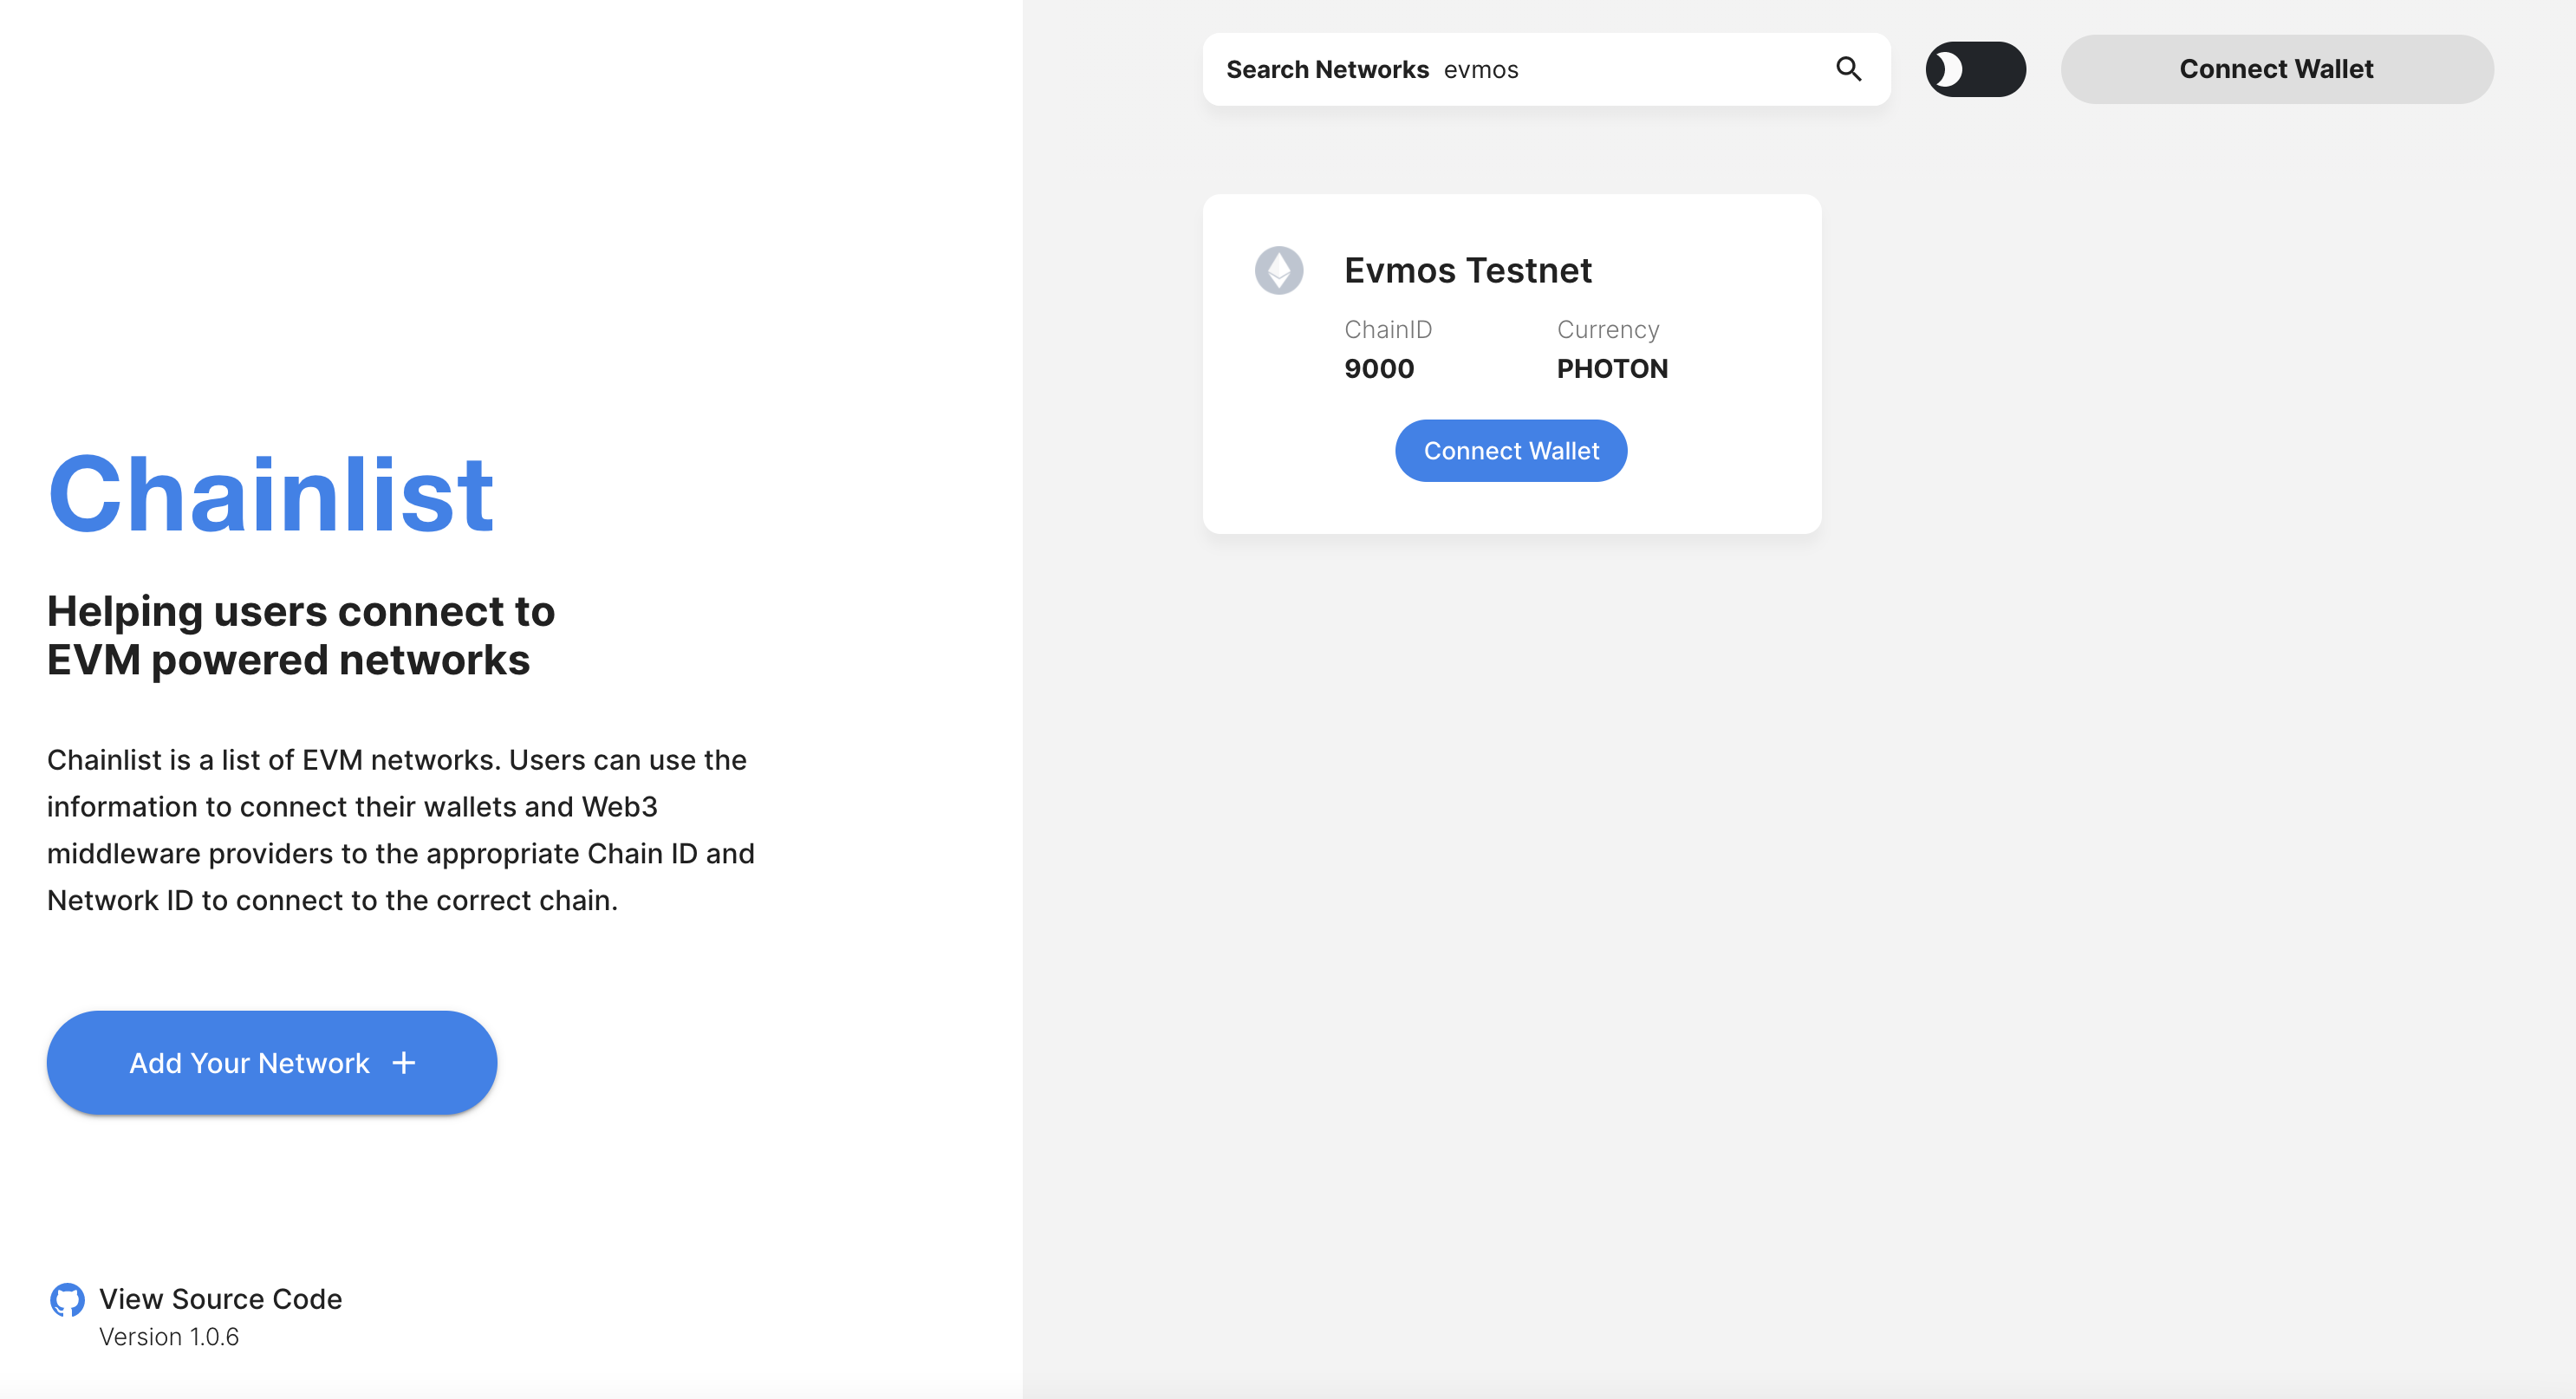 Search Networks evmos
Connect Wallet
Evmos Testnet
ChainID Currency
9000 PHOTON
Connect Wallet
Chainlist
Helping users connect to
EVM powered networks
Chainlist is a list of EVM networks. Users can use the
information to connect their wallets and Web3
middleware providers to the appropriate Chain ID and
Network ID to connect to the correct chain.
Add Your Network +
View Source Code
Version 1.0.6